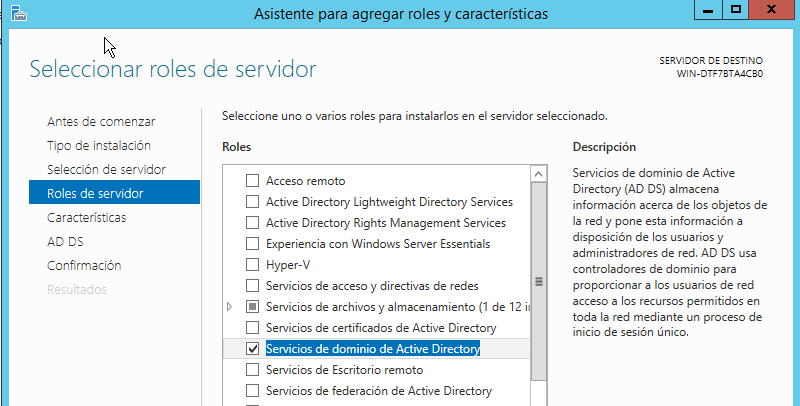 Asistente para agregar roles y características
Seleccionar roles de servidor
SERVIDOR DE DESTINO
WIN-DTF7BTA4CB0
Antes de comenzar
Tipo de instalación
Selección de servidor
Roles de servidor
Características
AD DS
Confirmación
Resultados
Seleccione uno o varios roles para instalarlos en el servidor seleccionado.
Roles
Acceso remoto
Active Directory Lightweight Directory Services
Active Directory Rights Management Services
Experiencia con Windows Server Essentials
Hyper-V
Servicios de acceso y directivas de redes
Servicios de archivos y almacenamiento (1 de 12 in
Servicios de certificados de Active Directory
Servicios de dominio de Active Directory
Servicios de Escritorio remoto
Servicios de federación de Active Directory
Descripción
Servicios de dominio de Active
Directory (AD DS) almacena
información acerca de los objetos de
la red y pone esta información a
disposición de los usuarios y
administradores de red. AD DS usa
controladores de dominio para
proporcionar a los usuarios de red
acceso a los recursos permitidos en
toda la red mediante un proceso de
inicio de sesión único.